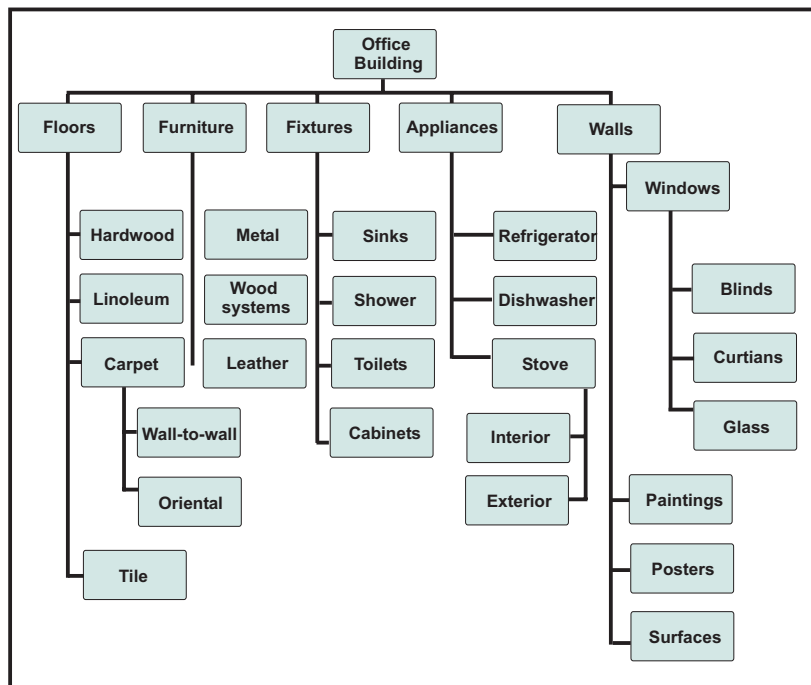 Office
Building
Floors
Furniture
Fixtures
Appliances
Walls
Windows
Hardwood
Metal
Sinks
Refrigerator
Linoleum
Wood
systems
Shower
Dishwasher
Blinds
Carpet
Leather
Toilets
Stove
Curtians
Wall-to-wall
Cabinets
Interior
Glass
Oriental
Exterior
Paintings
Tile
Posters
Surfaces